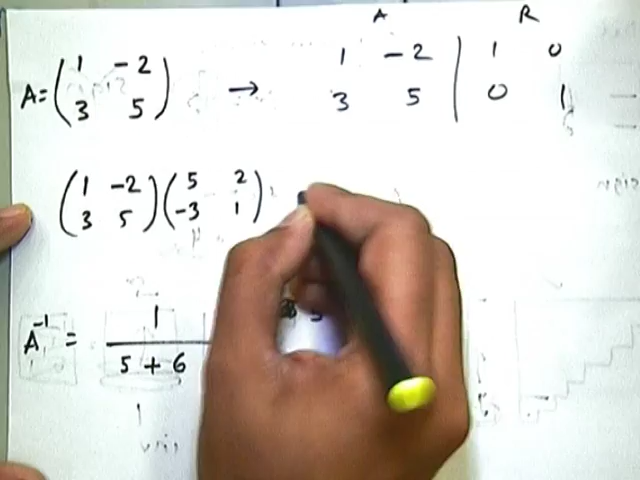 A R
A = ( 1 -2 → 1 -2 | 1 0
3 5 ) 3 5 | 0 1
( 1 -2 ) ( 5 2 )
( 3 5 ) ( -3 1 )
A⁻¹ = 1
5 + 6